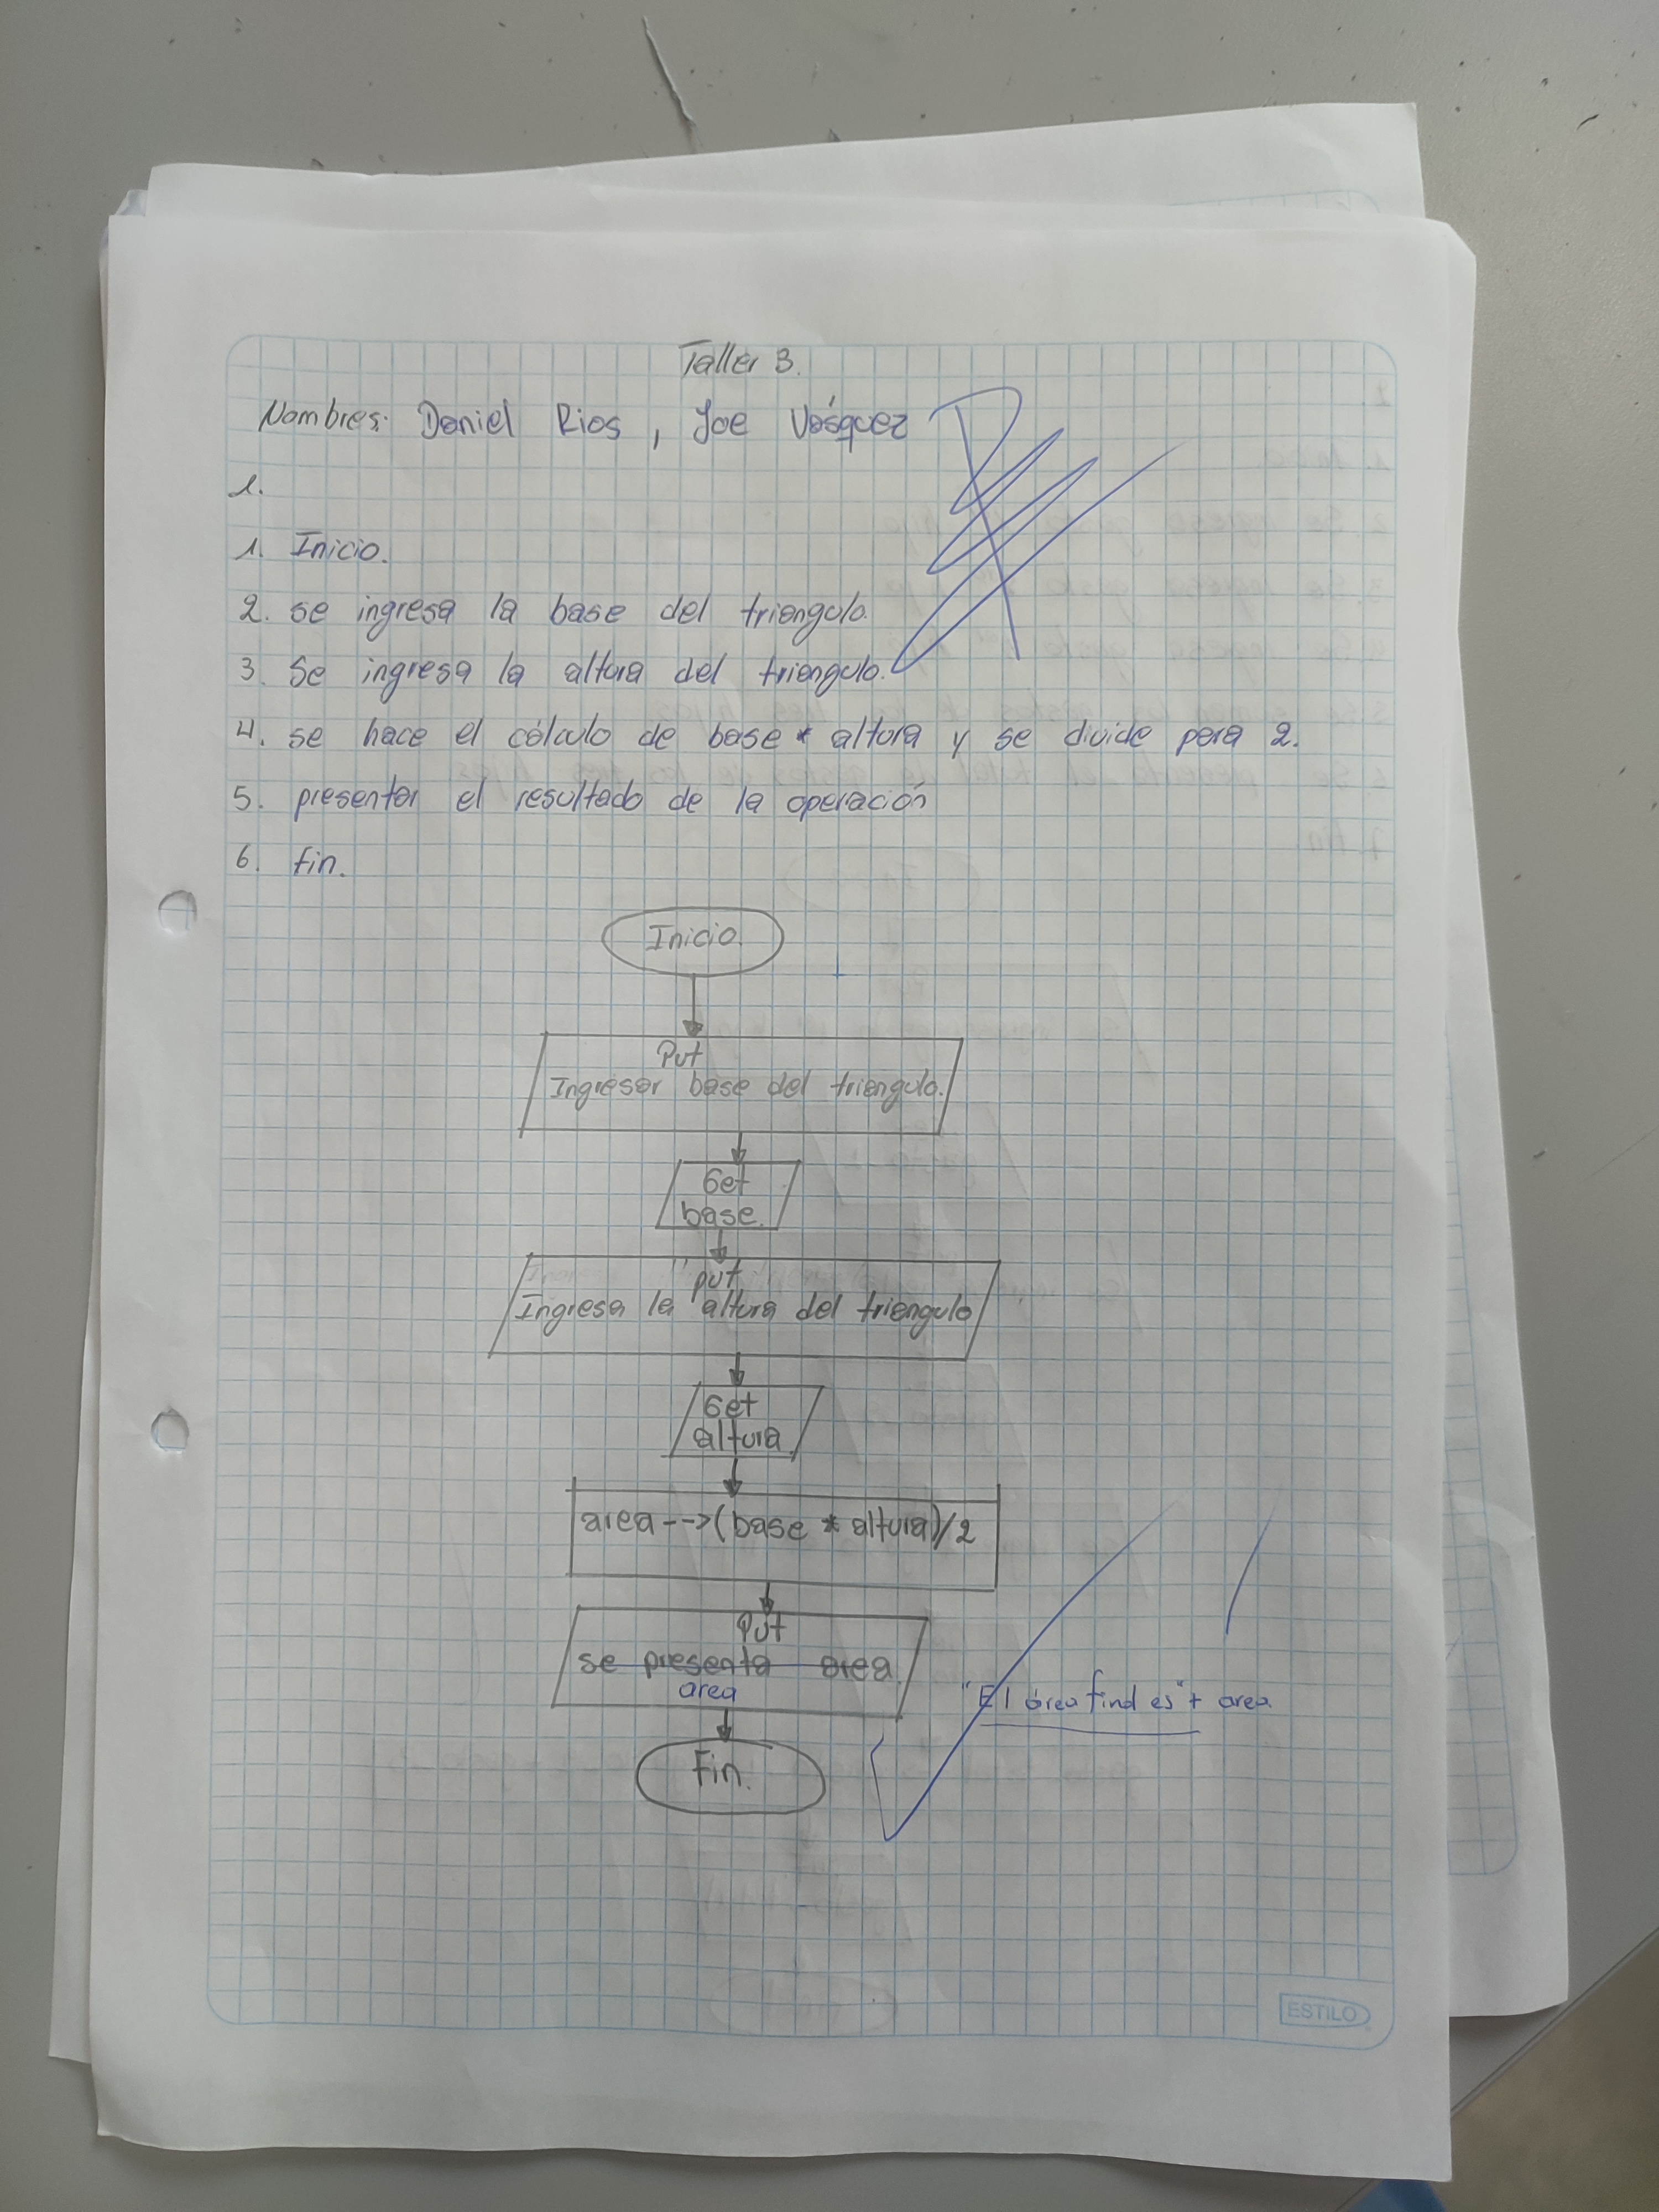 Taller 3.
Nombres: Daniel Rios, Joe Vásquez
1.
1. Inicio.
2. se ingresa la base del triangulo.
3. Se ingresa la altura del triangulo.
4. se hace el cálculo de base * altura y se divide para 2.
5. presentar el resultado de la operación
6. fin.
Inicio.
Put
Ingresar base del triangulo.
Get
base.
put
Ingresa la altura del triangulo
Get
altura
area-->(base * altura)/2
Put
se presenta area
area
"El área find es"+ area
Fin.
ESTILO